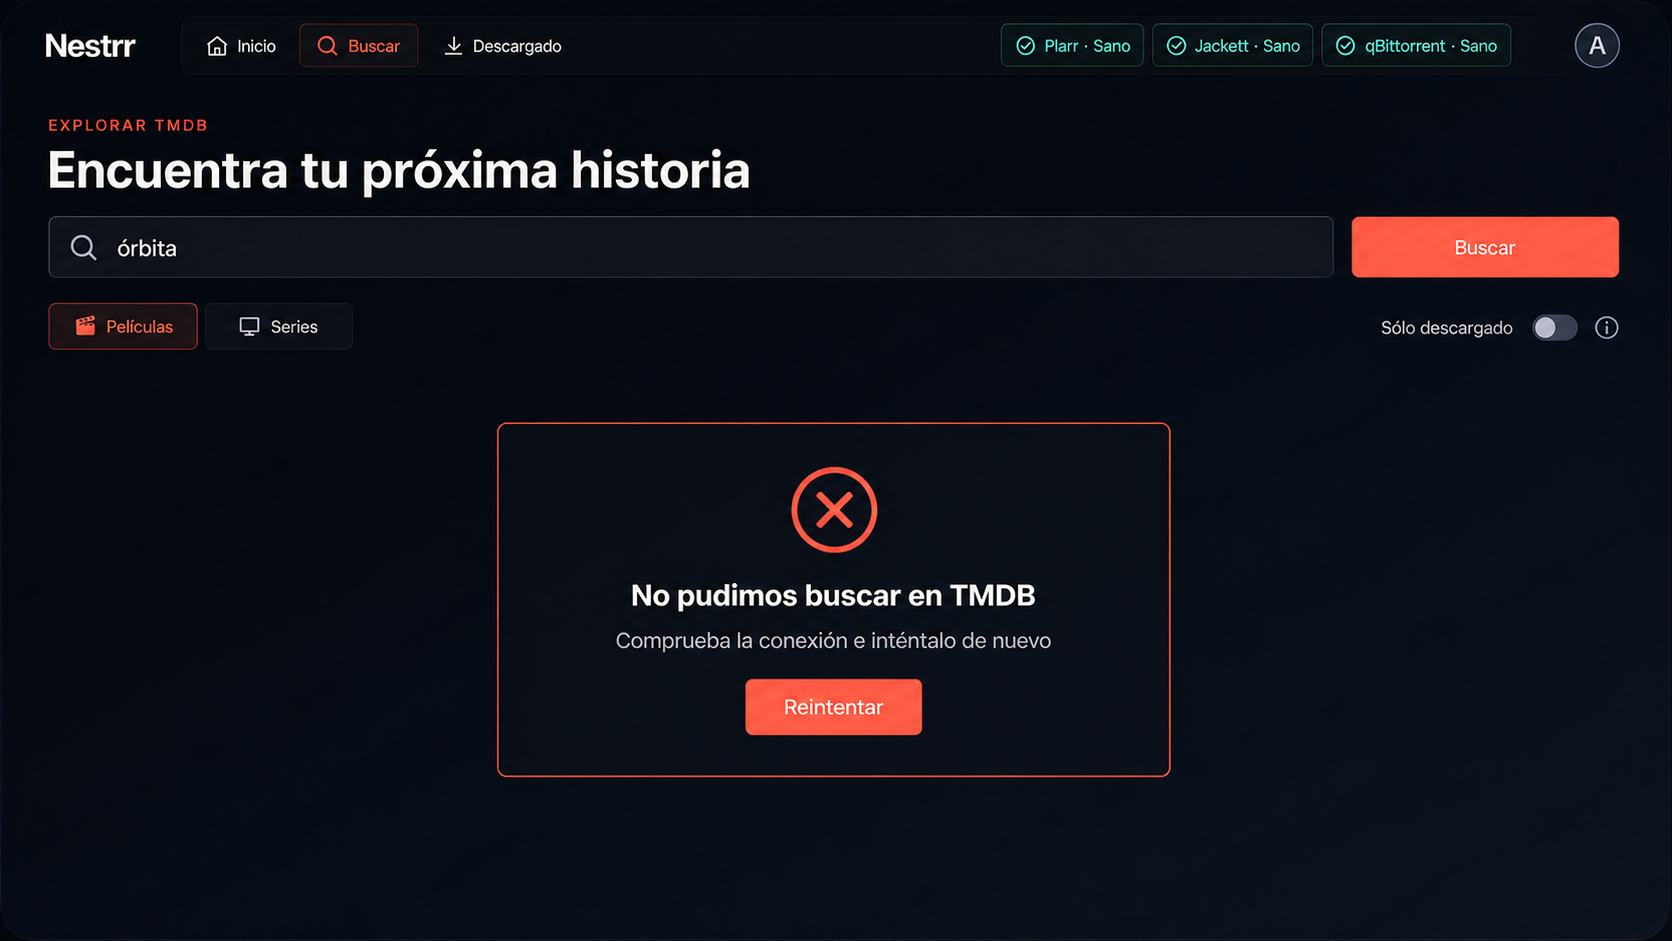 Nestrr
Inicio
Buscar
Descargado
Plarr · Sano
Jackett · Sano
qBittorrent · Sano
A
EXPLORAR TMDB
Encuentra tu próxima historia
órbita
Buscar
Películas
Series
Sólo descargado
No pudimos buscar en TMDB
Comprueba la conexión e inténtalo de nuevo
Reintentar